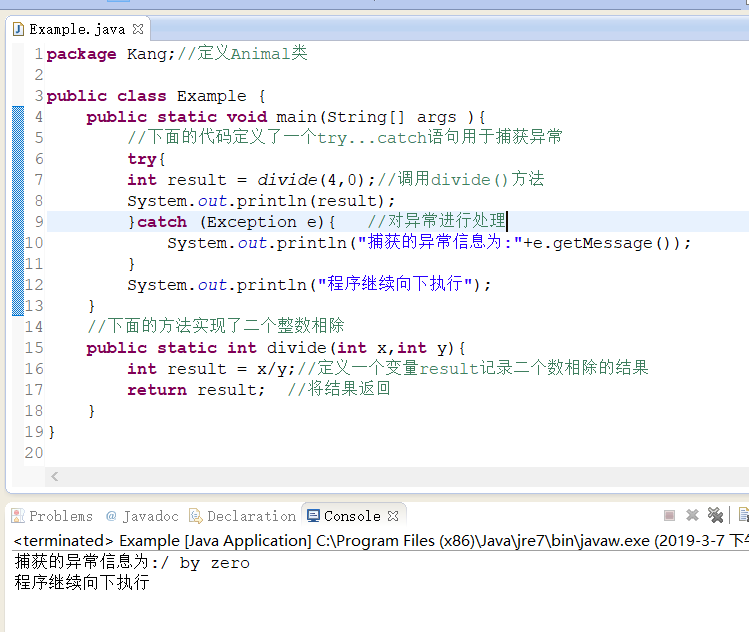 Example.java
1 package Kang;//定义Animal类
2
3 public class Example {
4 public static void main(String[] args ){
5 //下面的代码定义了一个try...catch语句用于捕获异常
6 try{
7 int result = divide(4,0);//调用divide()方法
8 System.out.println(result);
9 }catch (Exception e){ //对异常进行处理
10 System.out.println("捕获的异常信息为:"+e.getMessage());
11 }
12 System.out.println("程序继续向下执行");
13 }
14 //下面的方法实现了二个整数相除
15 public static int divide(int x,int y){
16 int result = x/y;//定义一个变量result记录二个数相除的结果
17 return result; //将结果返回
18 }
19 }
20
Problems @ Javadoc Declaration Console
<terminated> Example [Java Application] C:\Program Files (x86)\Java\jre7\bin\javaw.exe (2019-3-7 下
捕获的异常信息为:/ by zero
程序继续向下执行